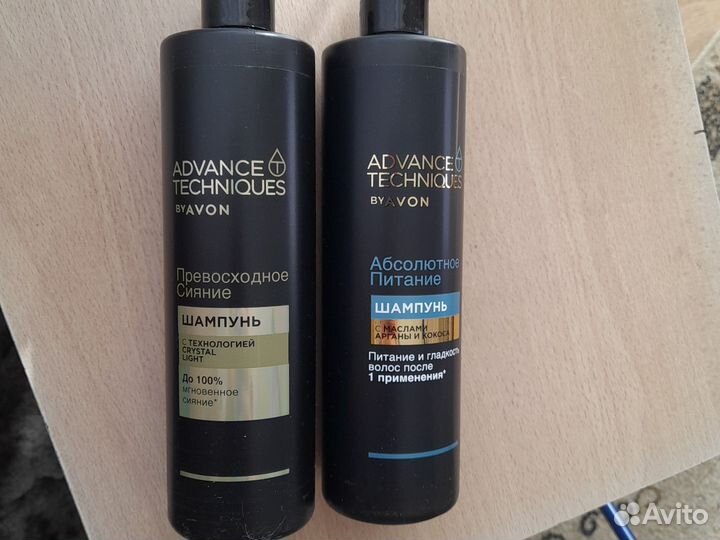 ADVANCE
TECHNIQUES
BY AVON
Превосходное
Сияние
ШАМПУНЬ
С ТЕХНОЛОГИЕЙ
CRYSTAL
LIGHT
До 100%
мгновенное
сияние*
ADVANCE
TECHNIQUES
BY AVON
Абсолютное
Питание
ШАМПУНЬ
С МАСЛАМИ
АРГАНЫ И КОКОСА
Питание и гладкость
волос после
1 применения*
Avito